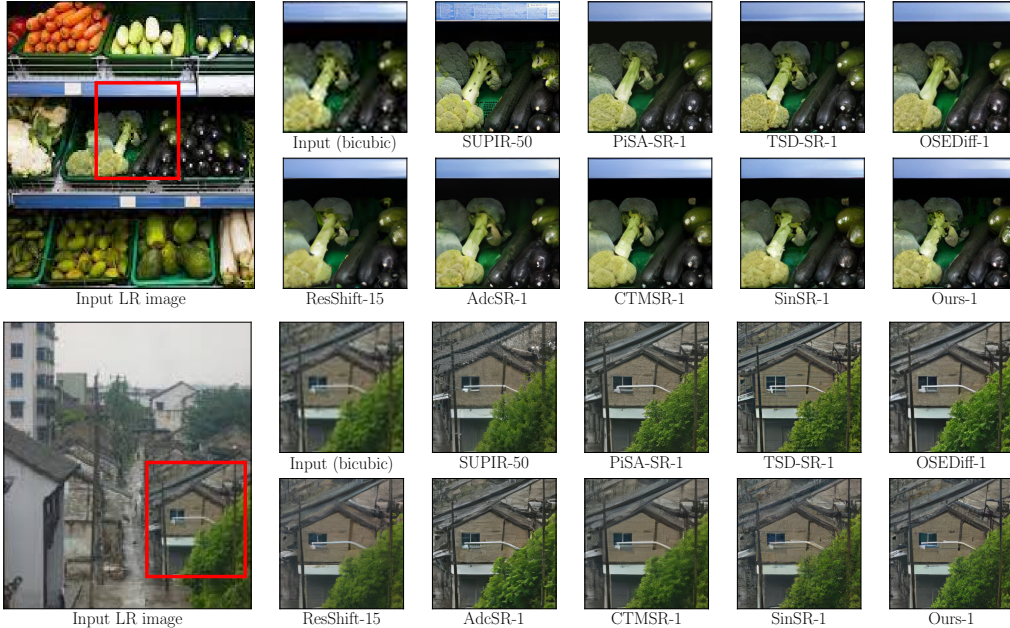 Input (bicubic) SUPIR-50 PiSA-SR-1 TSD-SR-1 OSEDiff-1
Input LR image ResShift-15 AdcSR-1 CTMSR-1 SinSR-1 Ours-1
Input (bicubic) SUPIR-50 PiSA-SR-1 TSD-SR-1 OSEDiff-1
Input LR image ResShift-15 AdcSR-1 CTMSR-1 SinSR-1 Ours-1